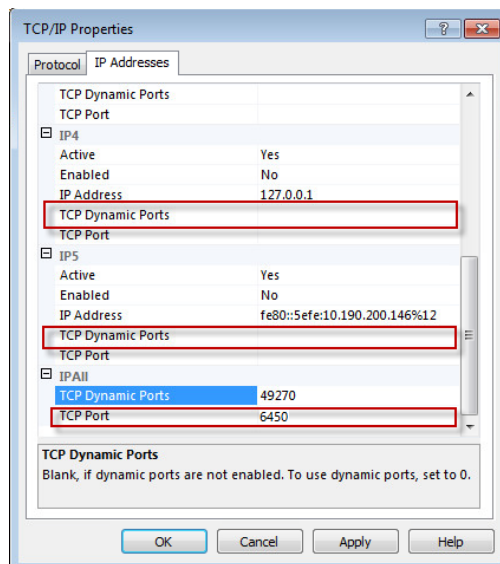 TCP/IP Properties
Protocol IP Addresses
TCP Dynamic Ports
TCP Port
IP4
Active Yes
Enabled No
IP Address 127.0.0.1
TCP Dynamic Ports
TCP Port
IP5
Active Yes
Enabled No
IP Address fe80::5efe:10.190.200.146%12
TCP Dynamic Ports
TCP Port
IPAll
TCP Dynamic Ports 49270
TCP Port 6450
TCP Dynamic Ports
Blank, if dynamic ports are not enabled. To use dynamic ports, set to 0.
OK Cancel Apply Help